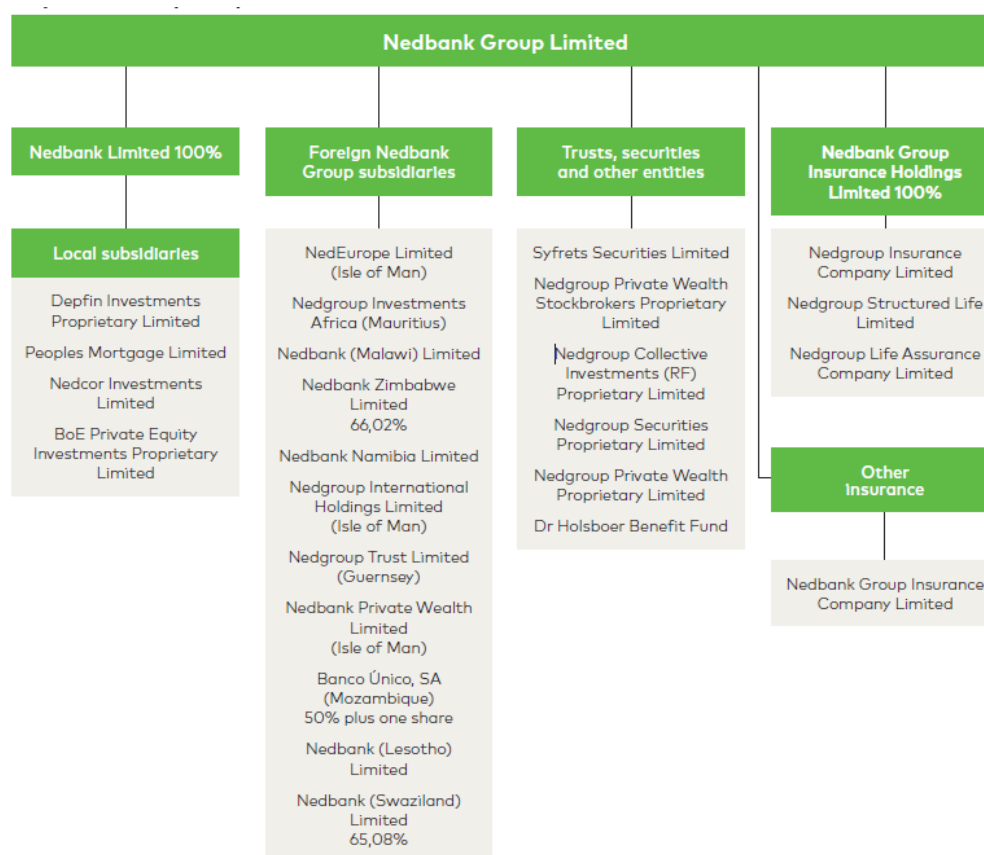 Nedbank Group Limited
Nedbank Limited 100%
Local subsidiaries
Depfin Investments
Proprietary Limited
Peoples Mortgage Limited
Nedcor Investments
Limited
BoE Private Equity
Investments Proprietary
Limited
Foreign Nedbank
Group subsidiaries
NedEurope Limited
(Isle of Man)
Nedgroup Investments
Africa (Mauritius)
Nedbank (Malawi) Limited
Nedbank Zimbabwe
Limited
66,02%
Nedbank Namibia Limited
Nedgroup International
Holdings Limited
(Isle of Man)
Nedgroup Trust Limited
(Guernsey)
Nedbank Private Wealth
Limited
(Isle of Man)
Banco Único, SA
(Mozambique)
50% plus one share
Nedbank (Lesotho)
Limited
Nedbank (Swaziland)
Limited
65,08%
Trusts, securities
and other entities
Syfrets Securities Limited
Nedgroup Private Wealth
Stockbrokers Proprietary
Limited
Nedgroup Collective
Investments (RF)
Proprietary Limited
Nedgroup Securities
Proprietary Limited
Nedgroup Private Wealth
Proprietary Limited
Dr Holsboer Benefit Fund
Nedbank Group
Insurance Holdings
Limited 100%
Nedgroup Insurance
Company Limited
Nedgroup Structured Life
Limited
Nedgroup Life Assurance
Company Limited
Other
insurance
Nedbank Group Insurance
Company Limited